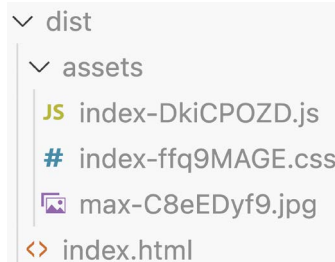 dist
assets
JS index-DkiCPOZD.js
# index-ffq9MAGE.css
max-C8eEDyf9.jpg
<> index.html